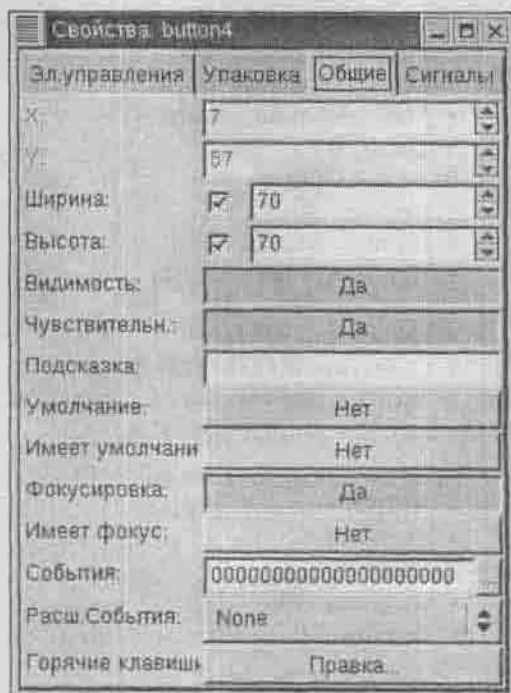 Свойства: button4
Эл.управления Упаковка Общие Сигналы
X: 7
Y: 57
Ширина: 70
Высота: 70
Видимость: Да
Чувствительн.: Да
Подсказка:
Умолчание: Нет
Имеет умолчани Нет
Фокусировка: Да
Имеет фокус: Нет
События: 00000000000000000000
Расш.События: None
Горячие клавиш Правка...